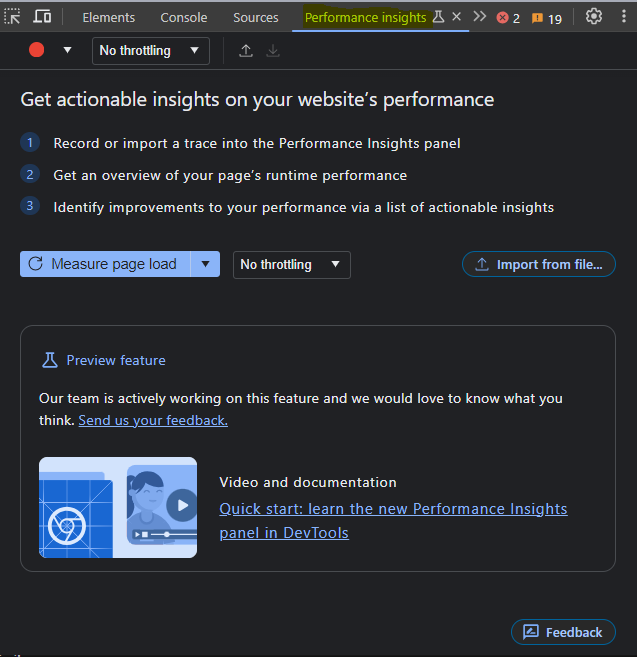 Elements Console Sources Performance insights 2 19
No throttling
Get actionable insights on your website’s performance
1 Record or import a trace into the Performance Insights panel
2 Get an overview of your page’s runtime performance
3 Identify improvements to your performance via a list of actionable insights
Measure page load No throttling Import from file...
Preview feature
Our team is actively working on this feature and we would love to know what you
think. Send us your feedback.
Video and documentation
Quick start: learn the new Performance Insights
panel in DevTools
Feedback